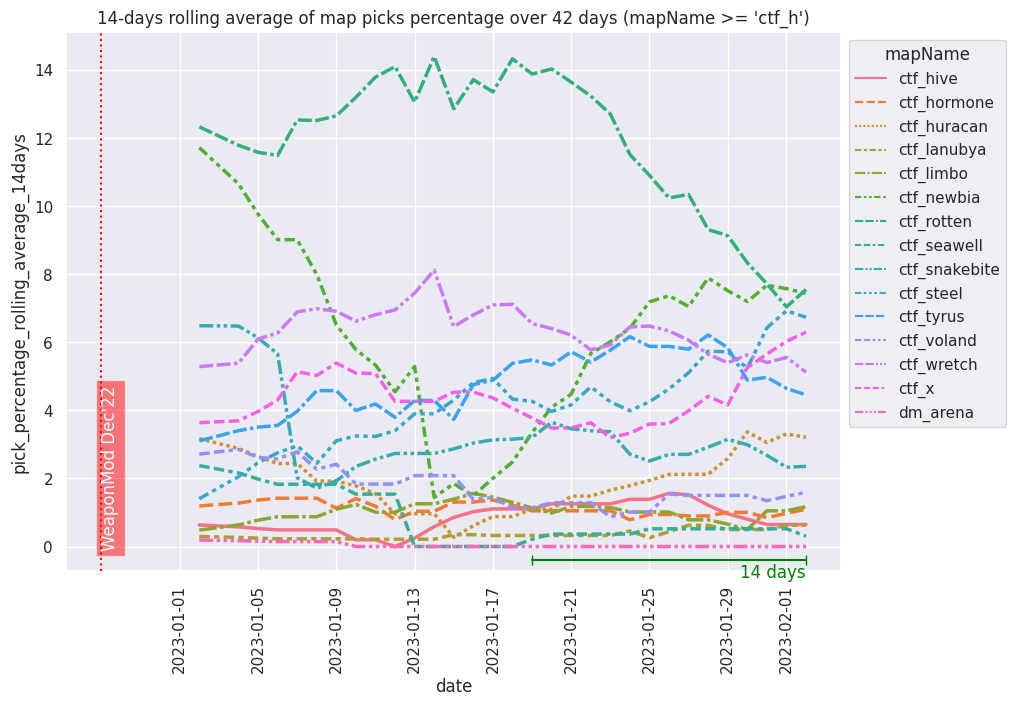 14-days rolling average of map picks percentage over 42 days (mapName >= 'ctf_h')
pick_percentage_rolling_average_14days
14
12
10
8
6
4
2
0
WeaponMod Dec'22
14 days
2023-01-01
2023-01-05
2023-01-09
2023-01-13
2023-01-17
2023-01-21
2023-01-25
2023-01-29
2023-02-01
date
mapName
ctf_hive
ctf_hormone
ctf_huracan
ctf_lanubya
ctf_limbo
ctf_newbia
ctf_rotten
ctf_seawell
ctf_snakebite
ctf_steel
ctf_tyrus
ctf_voland
ctf_wretch
ctf_x
dm_arena